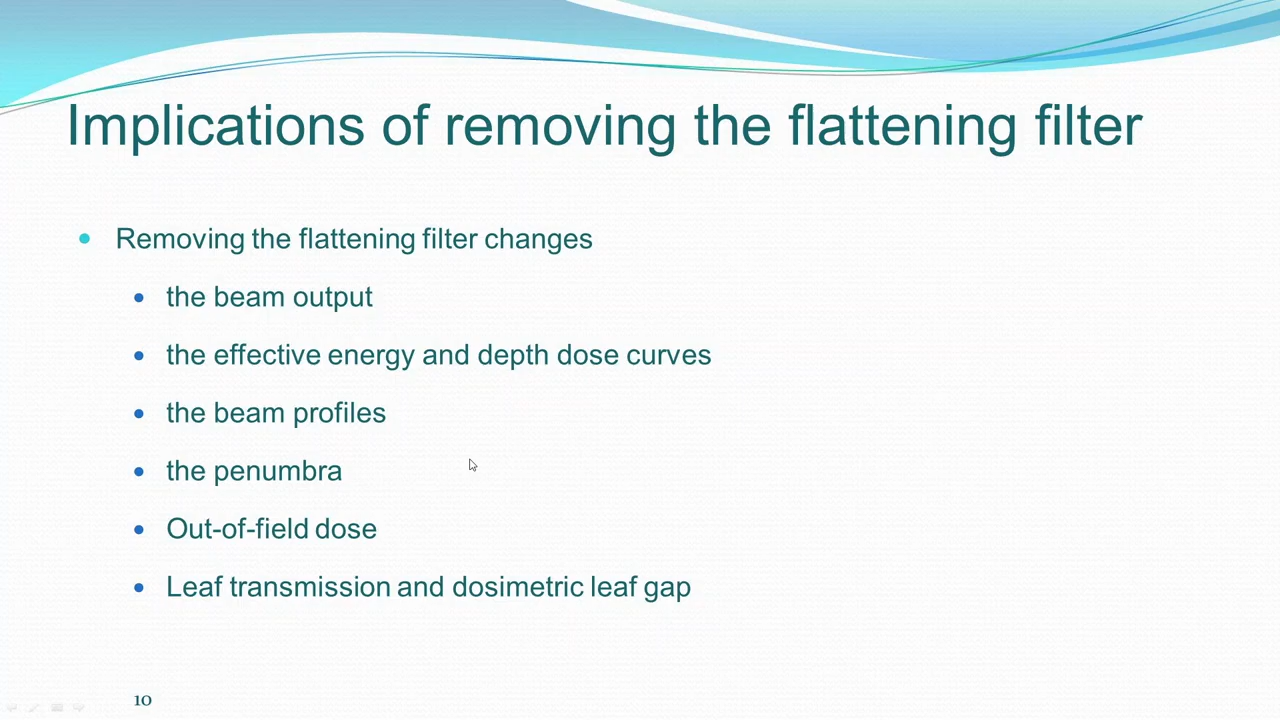 Implications of removing the flattening filter
Removing the flattening filter changes
the beam output
the effective energy and depth dose curves
the beam profiles
the penumbra
Out-of-field dose
Leaf transmission and dosimetric leaf gap
10